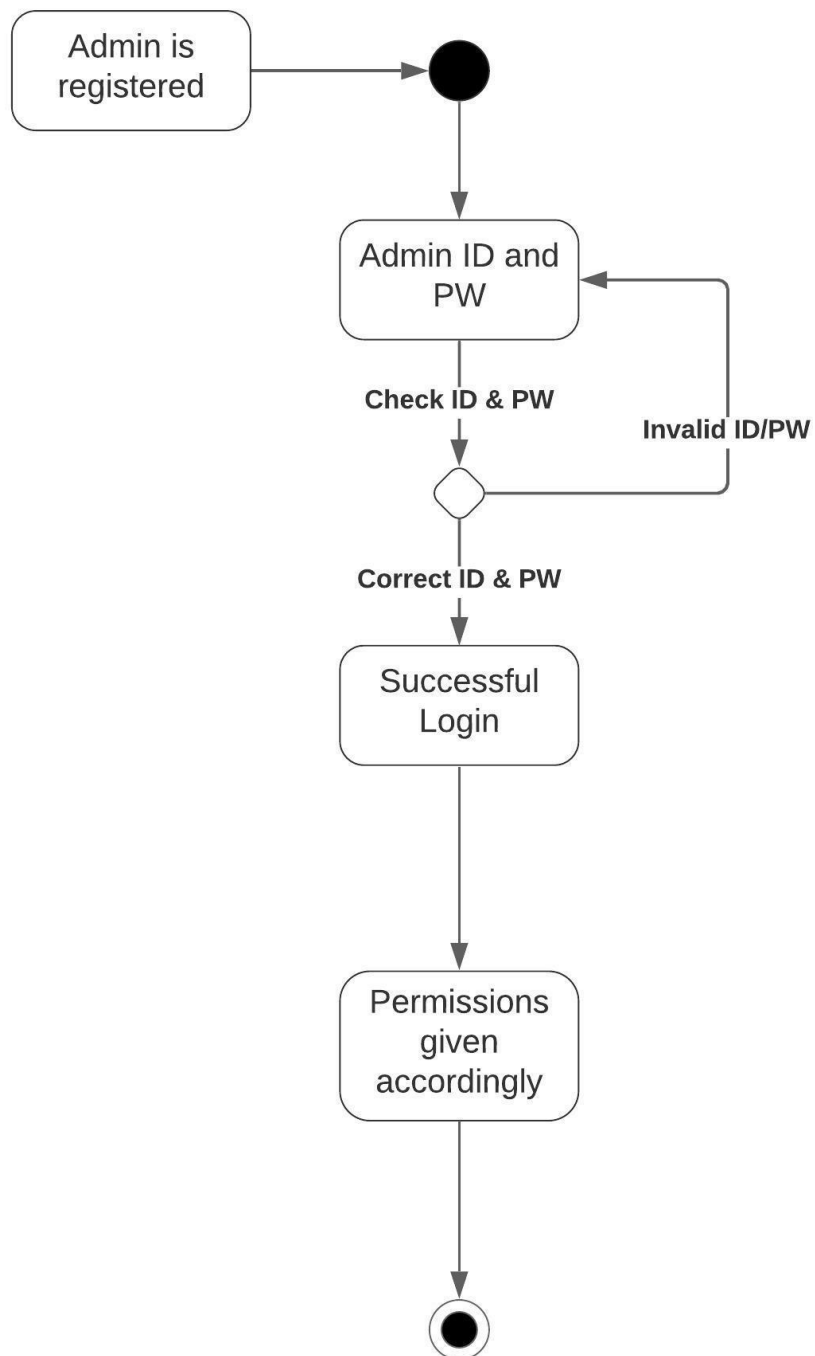 Admin is
registered
Admin ID and
PW
Check ID & PW
Invalid ID/PW
Correct ID & PW
Successful
Login
Permissions
given
accordingly